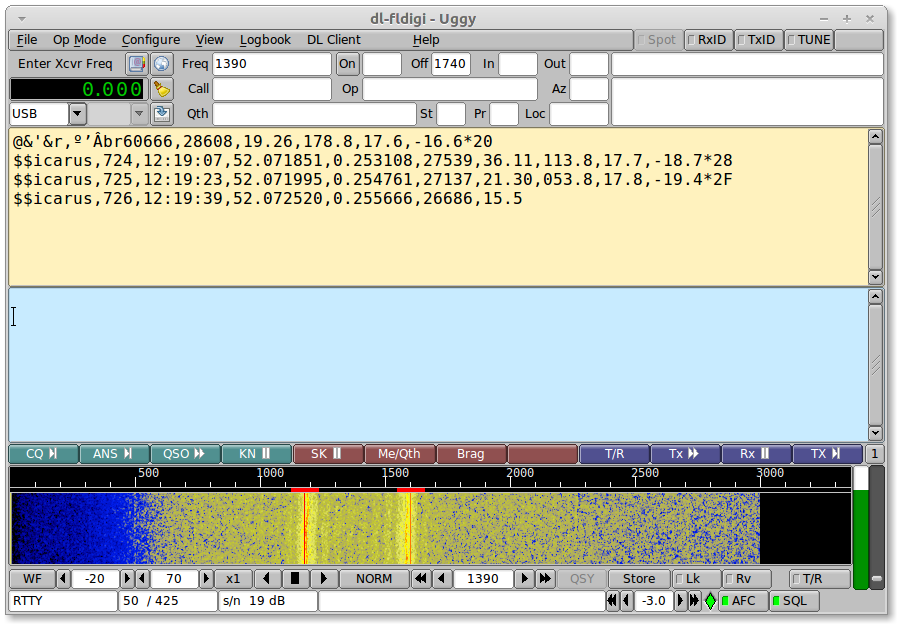 dl-fldigi - Uggy
File Op Mode Configure View Logbook DL Client Help Spot RxID TxID TUNE
Enter Xcvr Freq Freq 1390 On Off 1740 In Out
0.000 Call Op Az
USB Qth St Pr Loc
@&'&r,º’Âbr60666,28608,19.26,178.8,17.6,-16.6*20
$$icarus,724,12:19:07,52.071851,0.253108,27539,36.11,113.8,17.7,-18.7*28
$$icarus,725,12:19:23,52.071995,0.254761,27137,21.30,053.8,17.8,-19.4*2F
$$icarus,726,12:19:39,52.072520,0.255666,26686,15.5
CQ ANS QSO KN SK Me/Qth Brag T/R Tx Rx TX 1
500 1000 1500 2000 2500 3000
WF -20 70 x1 NORM 1390 QSY Store Lk Rv T/R
RTTY 50 / 425 s/n 19 dB -3.0 AFC SQL